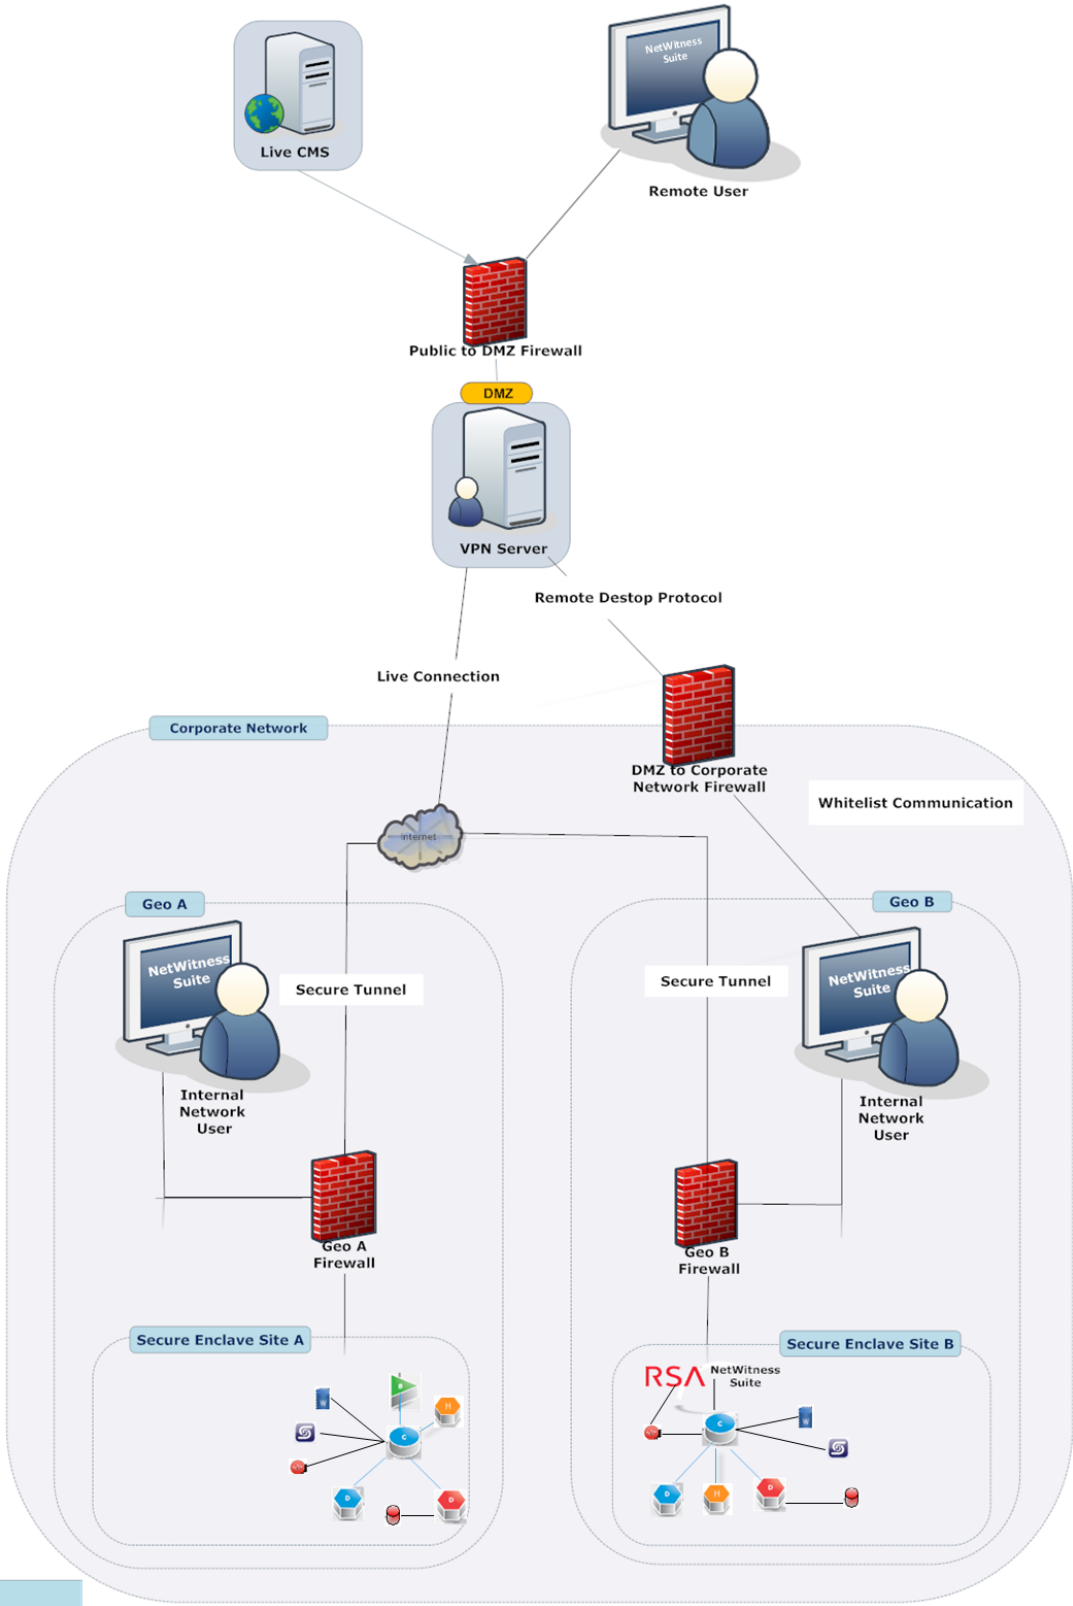 NetWitness
Suite
Live CMS
Remote User
Public to DMZ Firewall
DMZ
VPN Server
Remote Destop Protocol
Live Connection
Corporate Network
DMZ to Corporate
Network Firewall
Whitelist Communication
internet
Geo A
Geo B
NetWitness
Suite
Secure Tunnel
Secure Tunnel
NetWitness
Suite
Internal
Network
User
Internal
Network
User
Geo A
Firewall
Geo B
Firewall
Secure Enclave Site A
Secure Enclave Site B
RSA
NetWitness
Suite
W
B
H
C
D
D
C
W
D
H
D